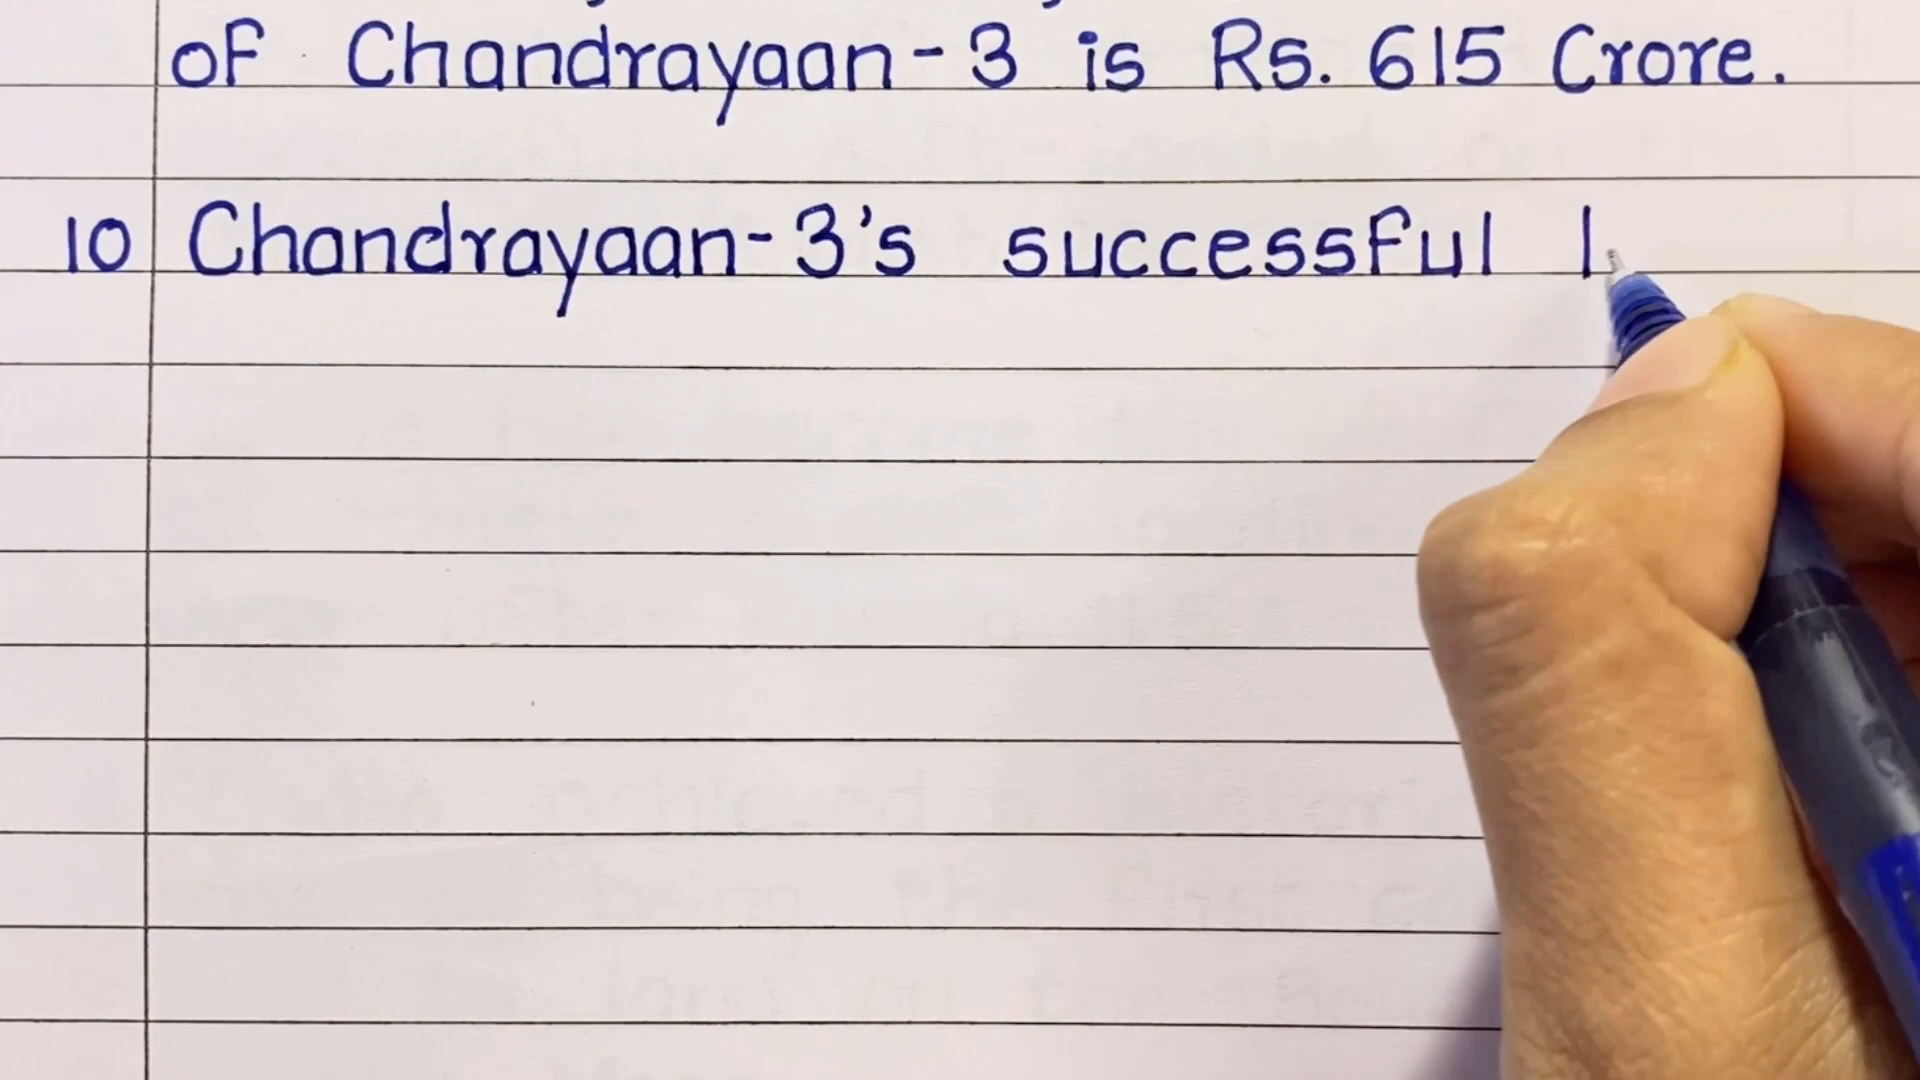 of Chandrayaan-3 is Rs. 615 Crore.
10 Chandrayaan-3's successful l